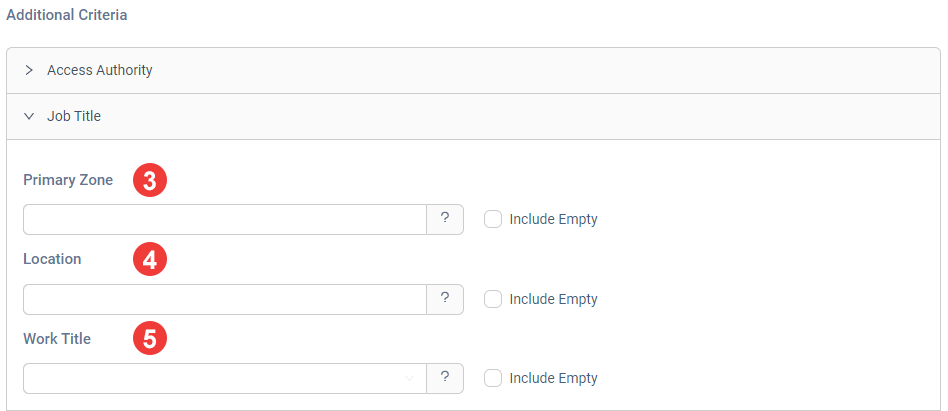 Additional Criteria
Access Authority
Job Title
Primary Zone 3
? Include Empty
Location 4
? Include Empty
Work Title 5
? Include Empty